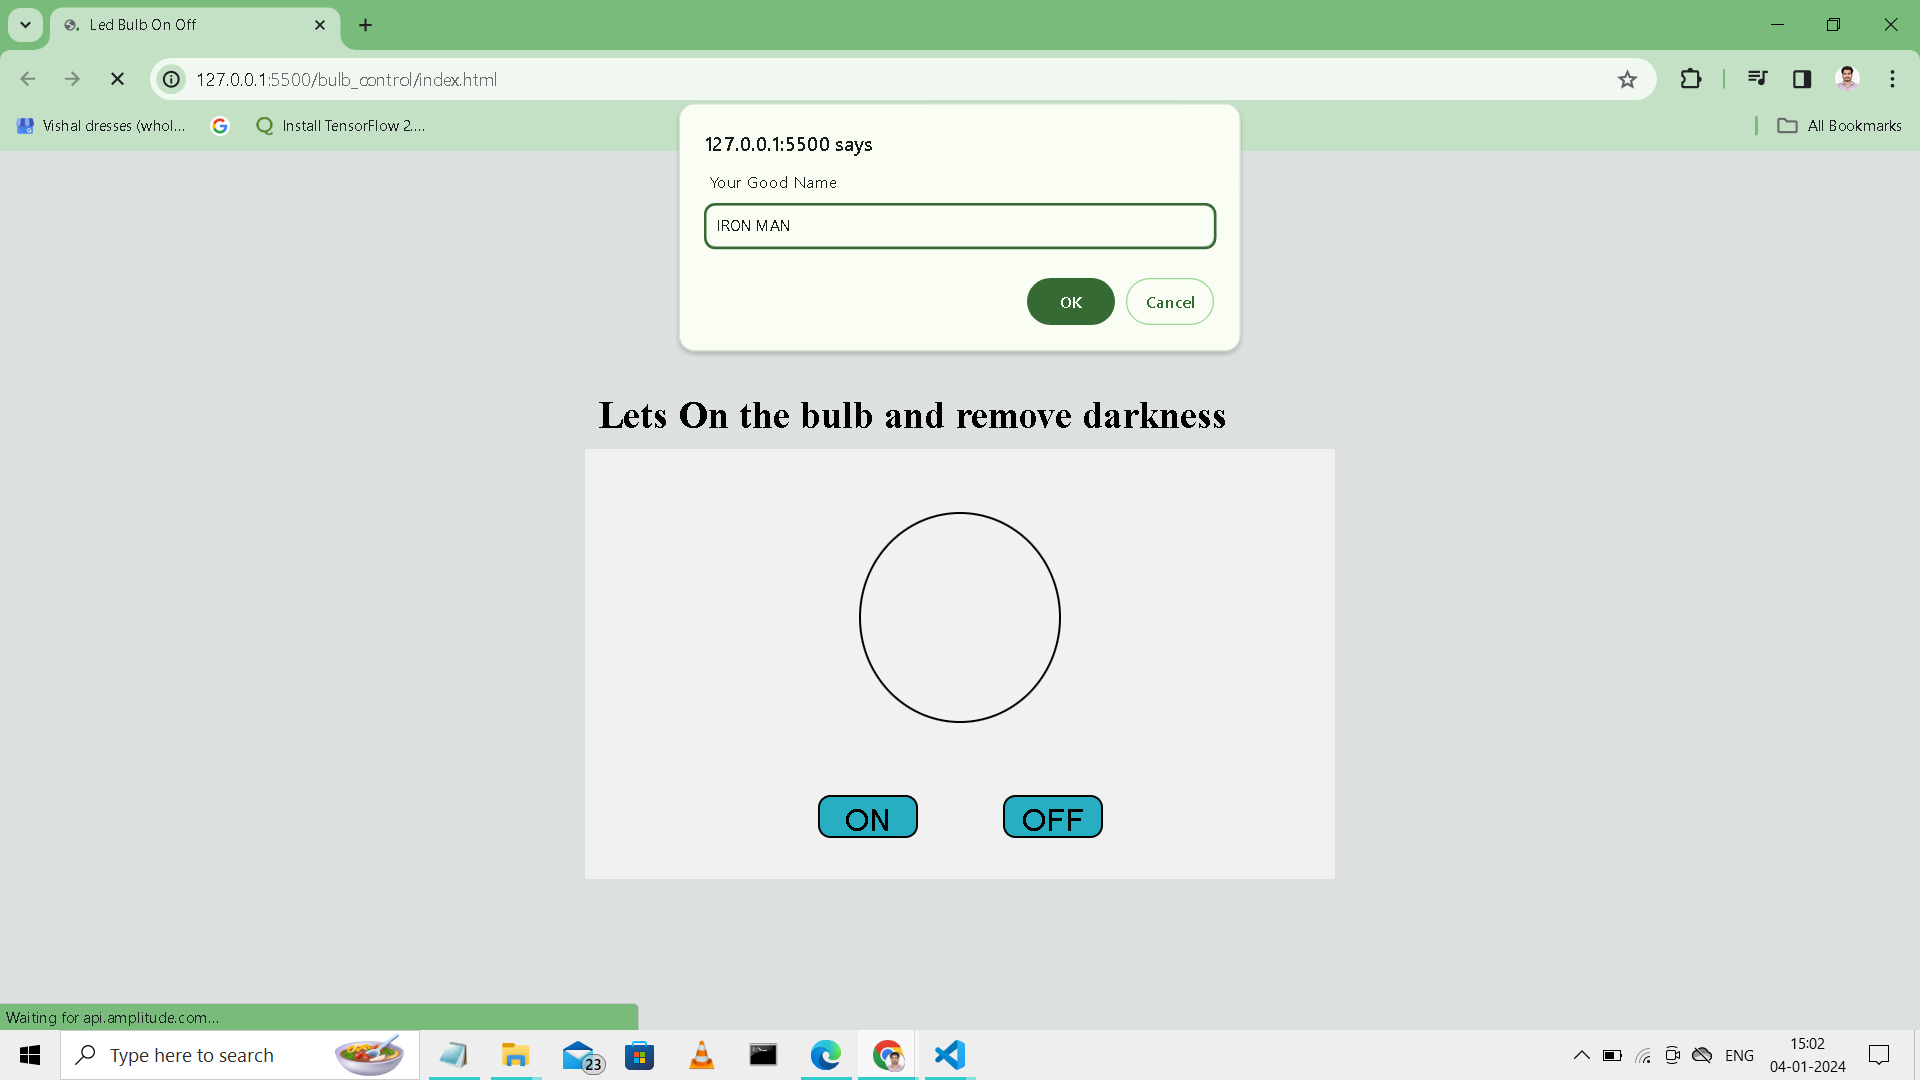 Led Bulb On Off
127.0.0.1:5500/bulb_control/index.html
Vishal dresses (whol...
Install TensorFlow 2....
All Bookmarks
127.0.0.1:5500 says
Your Good Name
IRON MAN
OK
Cancel
Lets On the bulb and remove darkness
ON
OFF
Waiting for api.amplitude.com...
Type here to search
23
ENG
15:02
04-01-2024